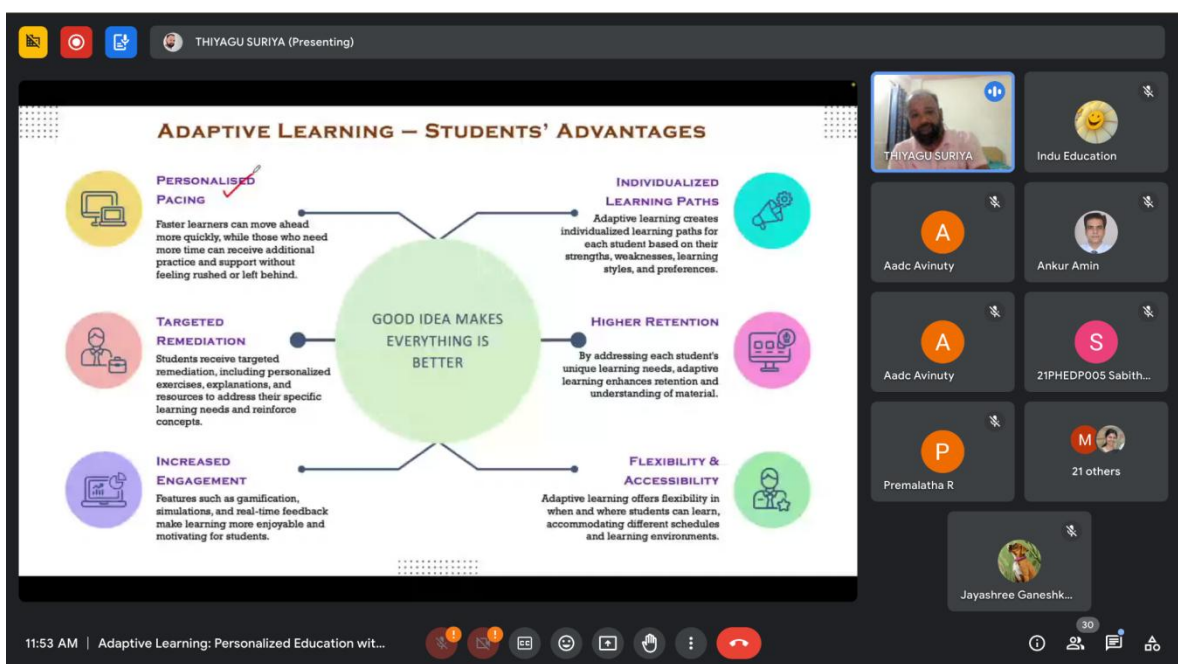 THIYAGU SURIYA (Presenting)
ADAPTIVE LEARNING – STUDENTS' ADVANTAGES
PERSONALISED
PACING
Faster learners can move ahead
more quickly, while those who need
more time can receive additional
practice and support without
feeling rushed or left behind.
TARGETED
REMEDIATION
Students receive targeted
remediation, including personalized
exercises, explanations, and
resources to address their specific
learning needs and reinforce
concepts.
INCREASED
ENGAGEMENT
Features such as gamification,
simulations, and real-time feedback
make learning more enjoyable and
motivating for students.
GOOD IDEA MAKES
EVERYTHING IS
BETTER
INDIVIDUALIZED
LEARNING PATHS
Adaptive learning creates
individualized learning paths for
each student based on their
strengths, weaknesses, learning
styles, and preferences.
HIGHER RETENTION
By addressing each student's
unique learning needs, adaptive
learning enhances retention and
understanding of material.
FLEXIBILITY &
ACCESSIBILITY
Adaptive learning offers flexibility in
when and where students can learn,
accommodating different schedules
and learning environments.
THIYAGU SURIYA
Indu Education
A
Aadc Avinuty
Ankur Amin
A
Aadc Avinuty
S
21PHEDP005 Sabith...
P
Premalatha R
M
21 others
Jayashree Ganeshk...
11:53 AM | Adaptive Learning: Personalized Education wit...
!
!
CC
30